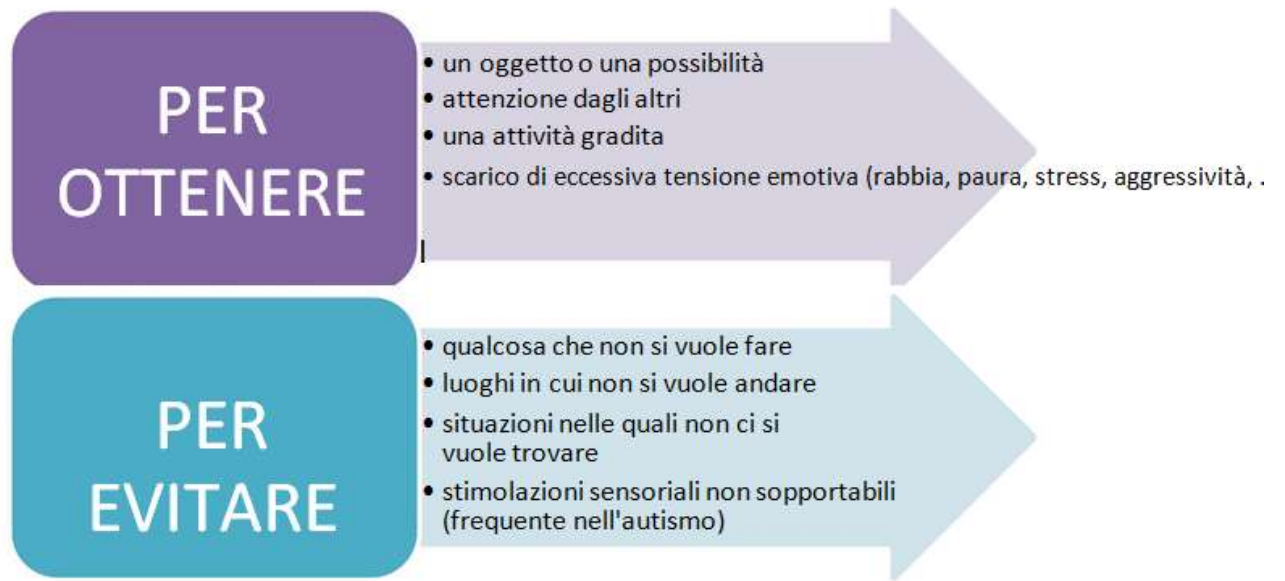 PER
OTTENERE
• un oggetto o una possibilità
• attenzione dagli altri
• una attività gradita
• scarico di eccessiva tensione emotiva (rabbia, paura, stress, aggressività, .
PER
EVITARE
• qualcosa che non si vuole fare
• luoghi in cui non si vuole andare
• situazioni nelle quali non ci si
vuole trovare
• stimolazioni sensoriali non sopportabili
(frequente nell'autismo)